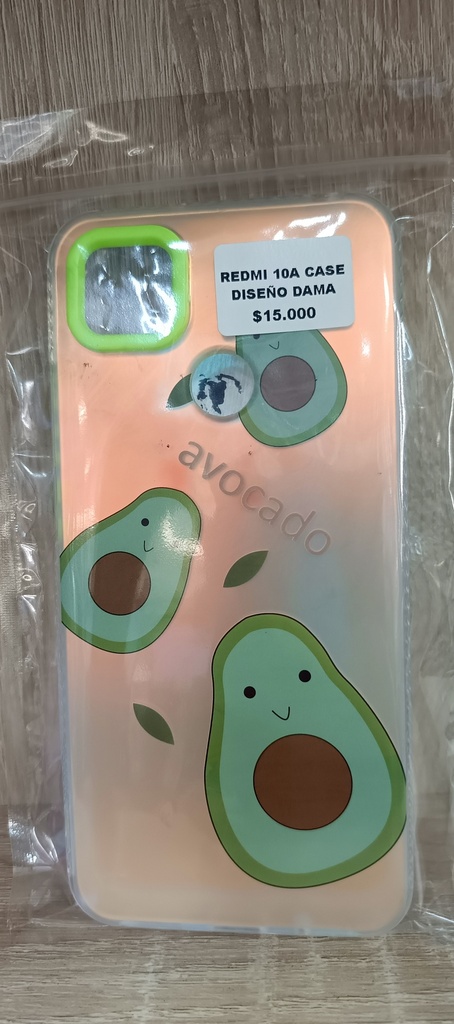 REDMI 10A CASE
DISEÑO DAMA
$15.000
avocado